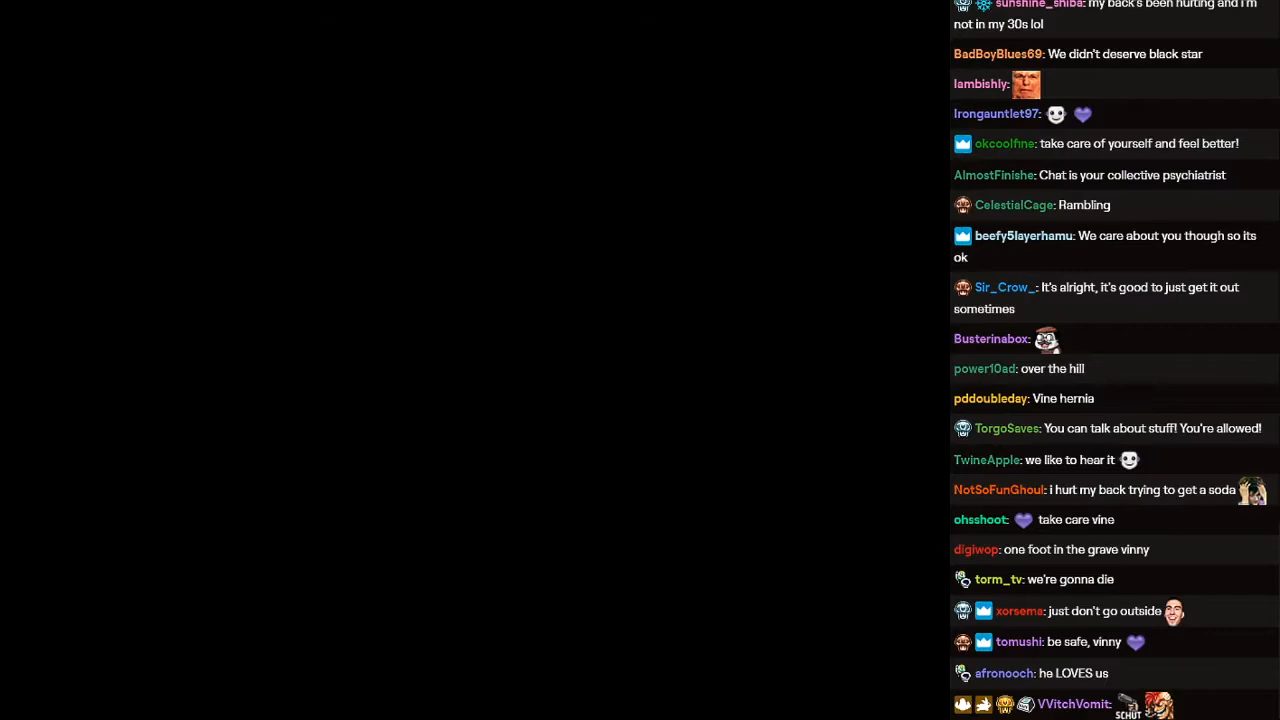 sunshine_shiba: my back's been hurting and i'm
not in my 30s lol
BadBoyBlues69: We didn't deserve black star
Iambishly:
Irongauntlet97:
okcoolfine: take care of yourself and feel better!
AlmostFinishe: Chat is your collective psychiatrist
CelestialCage: Rambling
beefy5layerhamu: We care about you though so its
ok
Sir_Crow_: It's alright, it's good to just get it out
sometimes
Busterinabox:
power10ad: over the hill
pddoubleday: Vine hernia
TorgoSaves: You can talk about stuff! You're allowed!
TwineApple: we like to hear it
NotSoFunGhoul: i hurt my back trying to get a soda
ohsshoot: take care vine
digiwop: one foot in the grave vinny
torm_tv: we're gonna die
xorsema: just don't go outside
tomushi: be safe, vinny
afronooch: he LOVES us
VVitchVomit: SCHUT